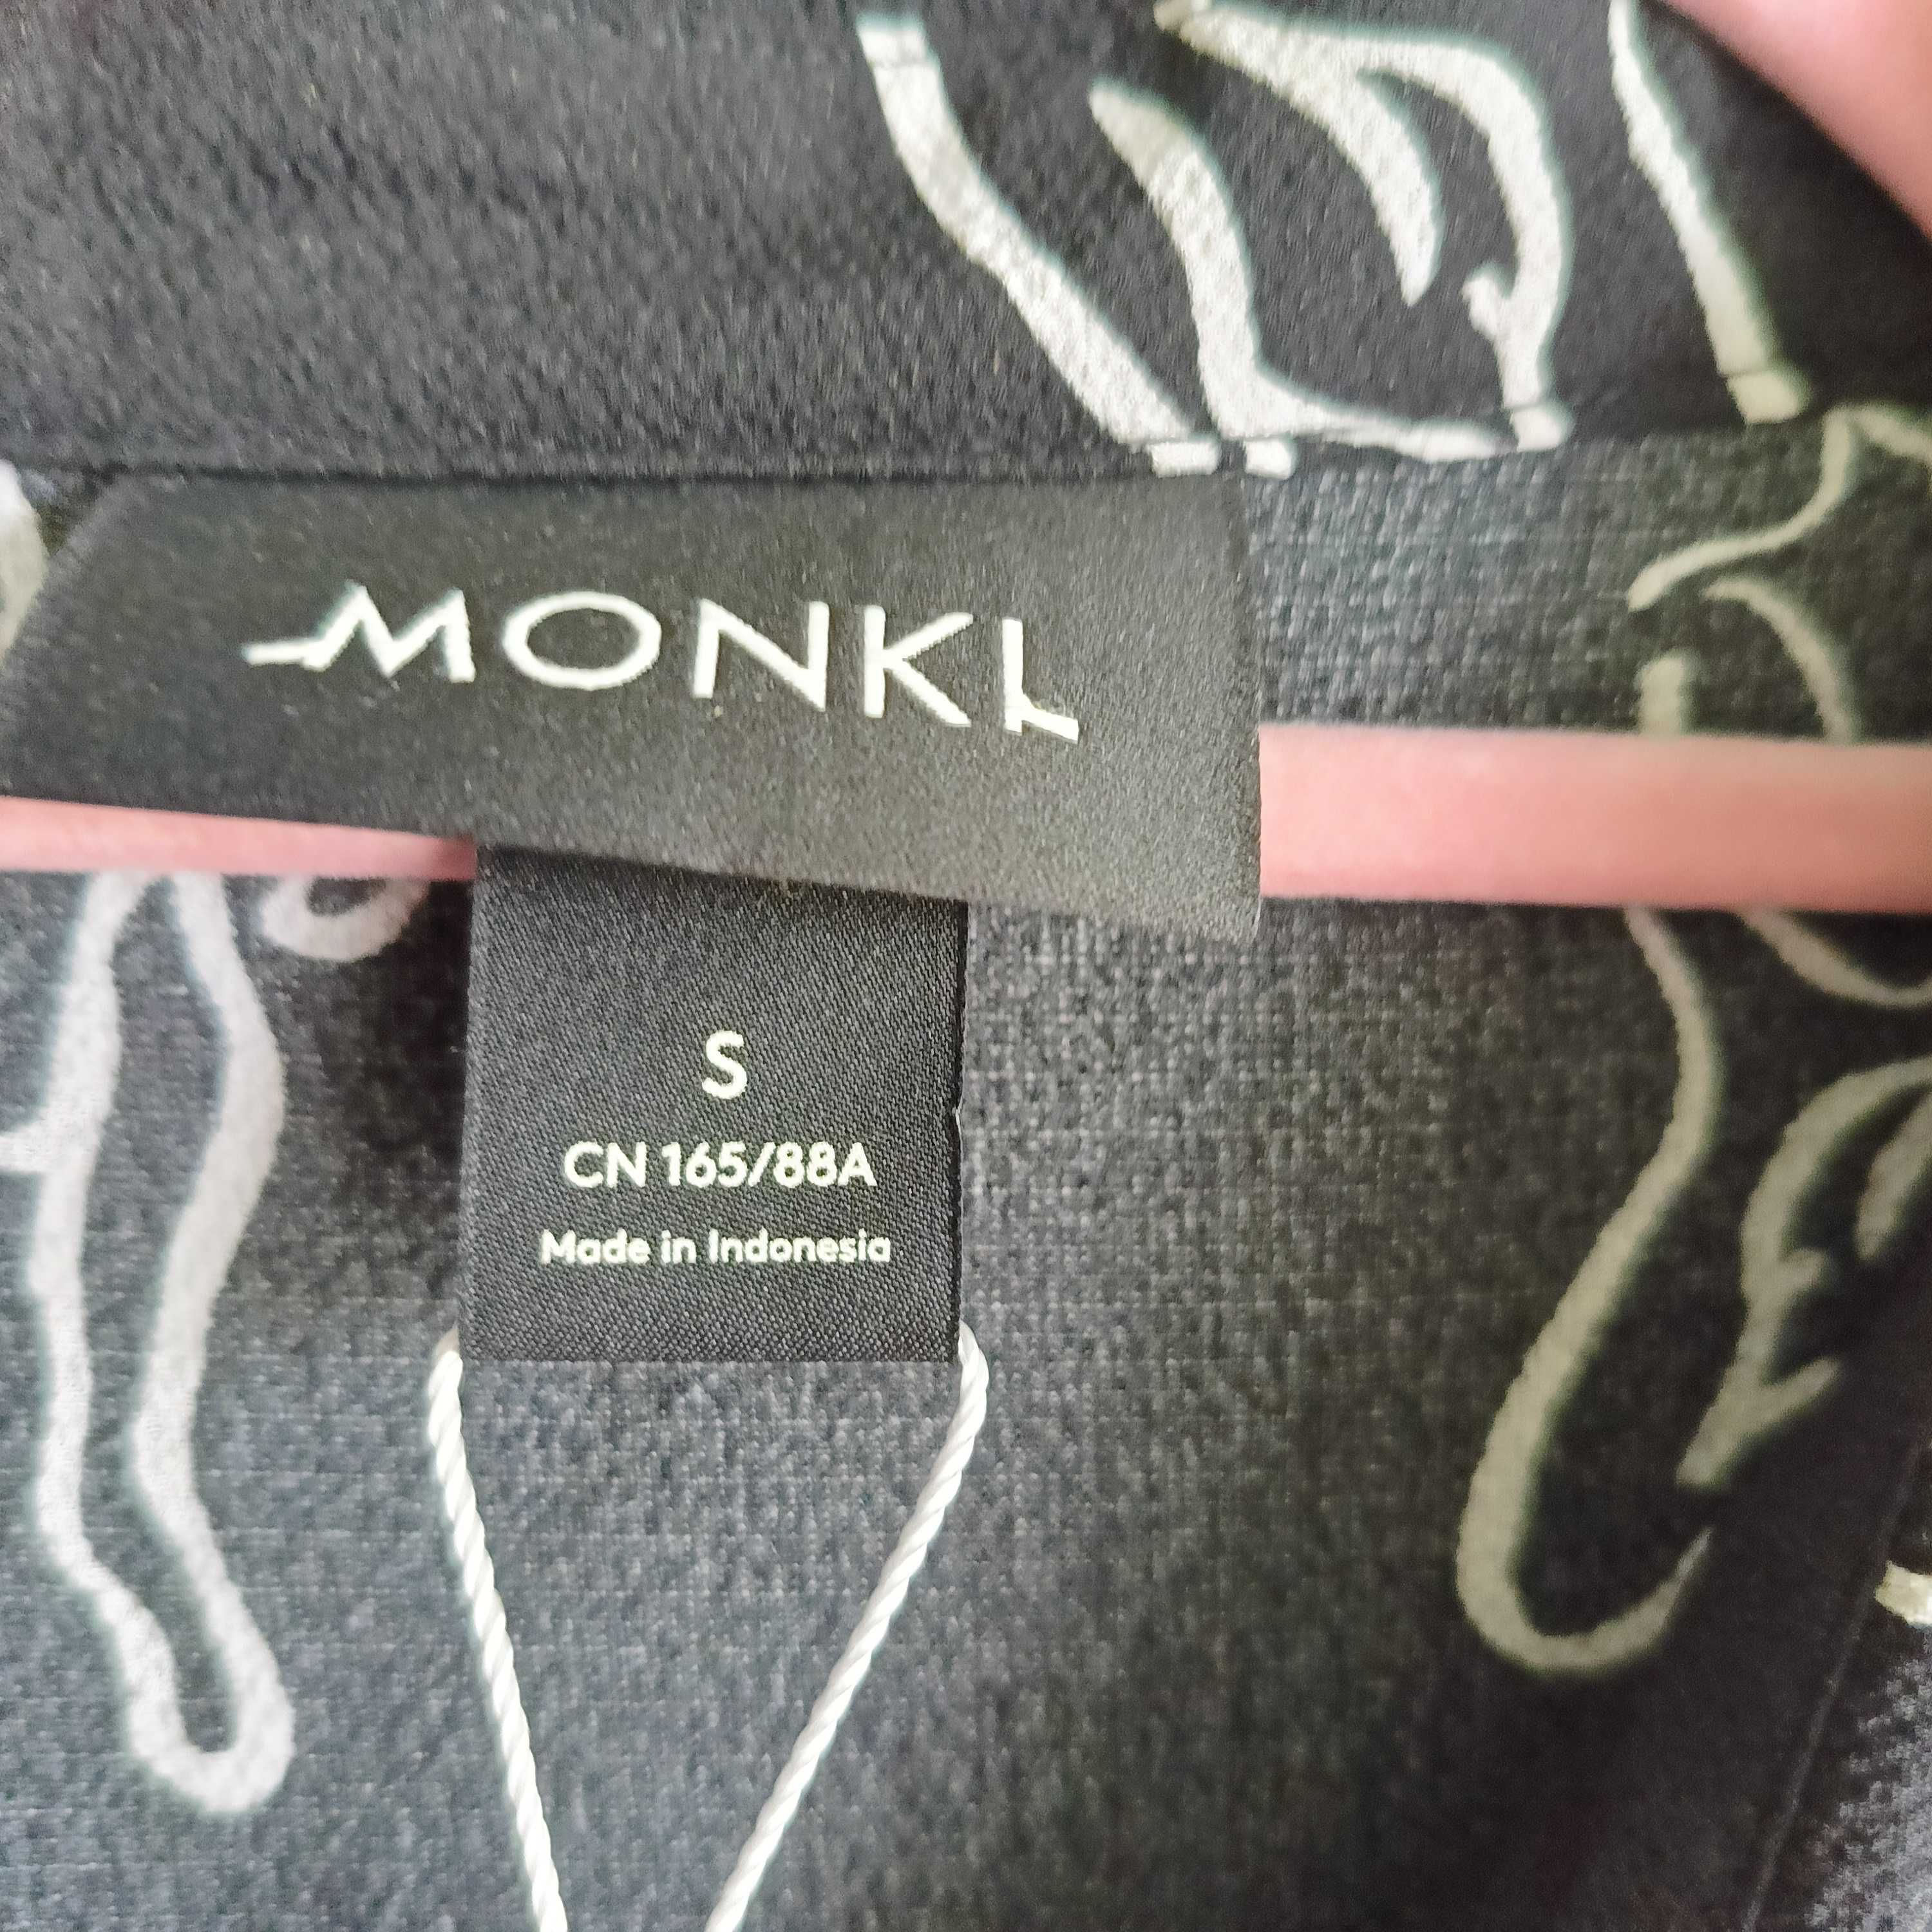 MONKI
S
CN 165/88A
Made in Indonesia